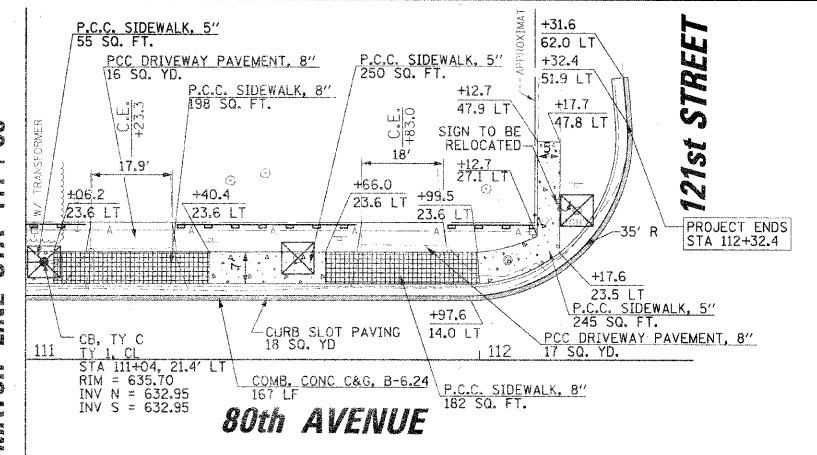 P.C.C. SIDEWALK, 5"
55 SQ. FT.
PCC DRIVEWAY PAVEMENT, 8"
16 SQ. YD.
P.C.C. SIDEWALK, 8"
198 SQ. FT.
P.C.C. SIDEWALK, 5"
250 SQ. FT.
APPROXIMAT
+31.6
62.0 LT
+32.4
51.9 LT
+12.7
47.9 LT
+17.7
47.8 LT
SIGN TO BE
RELOCATED
+12.7
27.1 LT
121st STREET
W/ TRANSFORMER
C.E.
+23.3
17.9'
C.E.
+83.0
18'
+06.2
23.6 LT
+40.4
23.6 LT
+66.0
23.6 LT
+99.5
23.6 LT
35' R
PROJECT ENDS
STA 112+32.4
+17.6
23.5 LT
P.C.C. SIDEWALK, 5"
245 SQ. FT.
+97.6
14.0 LT
PCC DRIVEWAY PAVEMENT, 8"
17 SQ. YD.
CURB SLOT PAVING
18 SQ. YD
111
112
CB, TY C
TY 1, CL
STA 111+04, 21.4' LT
RIM = 635.70
INV N = 632.95
INV S = 632.95
COMB. CONC C&G, B-6.24
167 LF
P.C.C. SIDEWALK, 8"
182 SQ. FT.
80th AVENUE